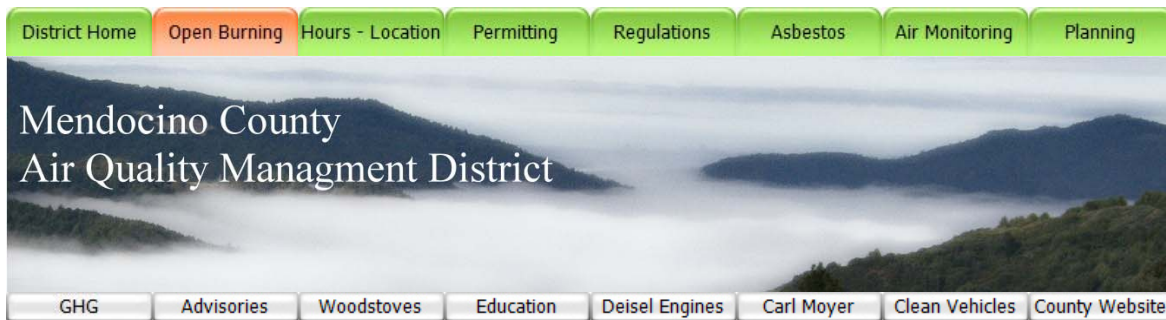 District Home Open Burning Hours - Location Permitting Regulations Asbestos Air Monitoring Planning
Mendocino County
Air Quality Managment District
GHG Advisories Woodstoves Education Deisel Engines Carl Moyer Clean Vehicles County Website